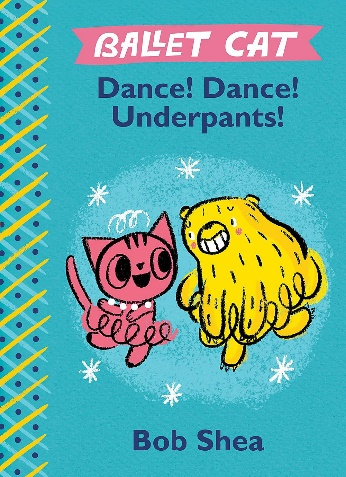 BALLET CAT
Dance! Dance!
Underpants!
Bob Shea